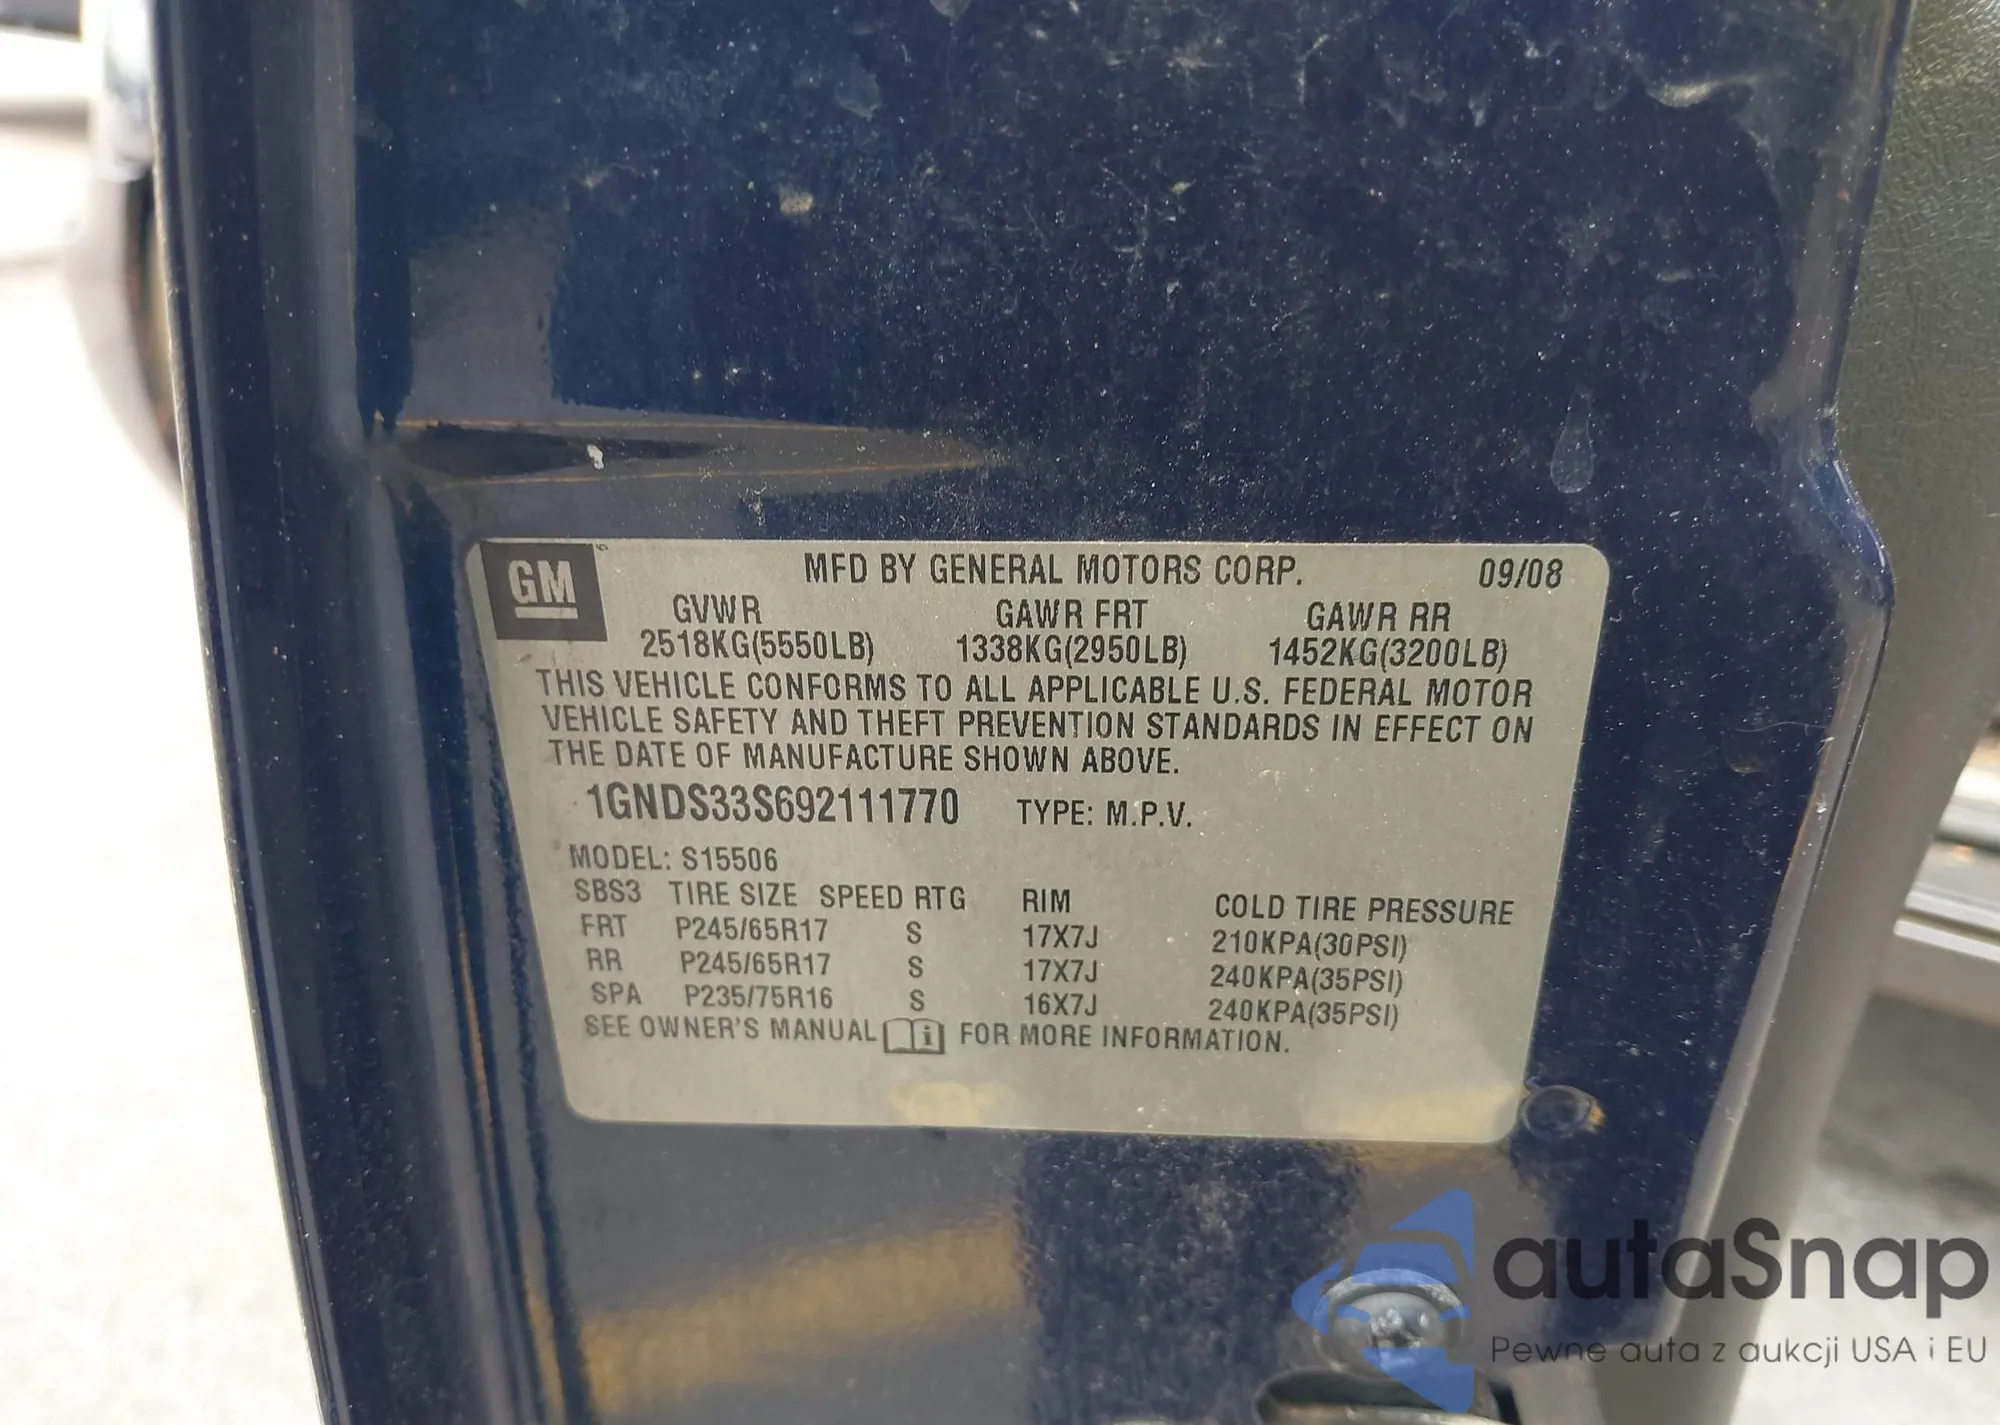 GM
MFD BY GENERAL MOTORS CORP. 09/08
GVWR GAWR FRT GAWR RR
2518KG(5550LB) 1338KG(2950LB) 1452KG(3200LB)
THIS VEHICLE CONFORMS TO ALL APPLICABLE U.S. FEDERAL MOTOR
VEHICLE SAFETY AND THEFT PREVENTION STANDARDS IN EFFECT ON
THE DATE OF MANUFACTURE SHOWN ABOVE.
1GNDS33S692111770 TYPE: M.P.V.
MODEL: S15506
SBS3 TIRE SIZE SPEED RTG RIM COLD TIRE PRESSURE
FRT P245/65R17 S 17X7J 210KPA(30PSI)
RR P245/65R17 S 17X7J 240KPA(35PSI)
SPA P235/75R16 S 16X7J 240KPA(35PSI)
SEE OWNER'S MANUAL FOR MORE INFORMATION.
autaSnap
Pewne auta z aukcji USA i EU